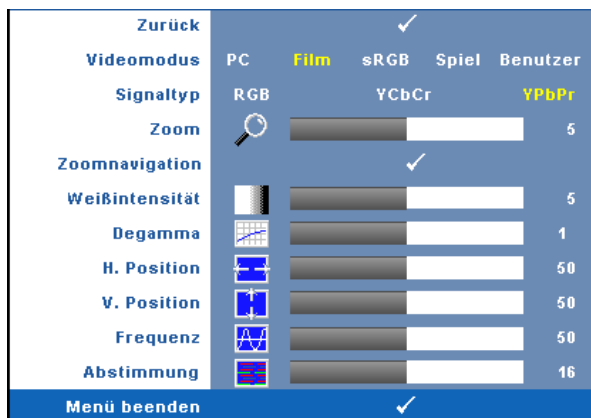 Zurück
Videomodus PC Film sRGB Spiel Benutzer
Signaltyp RGB YCbCr YPbPr
Zoom 5
Zoomnavigation
Weißintensität 5
Degamma 1
H. Position 50
V. Position 50
Frequenz 50
Abstimmung 16
Menü beenden